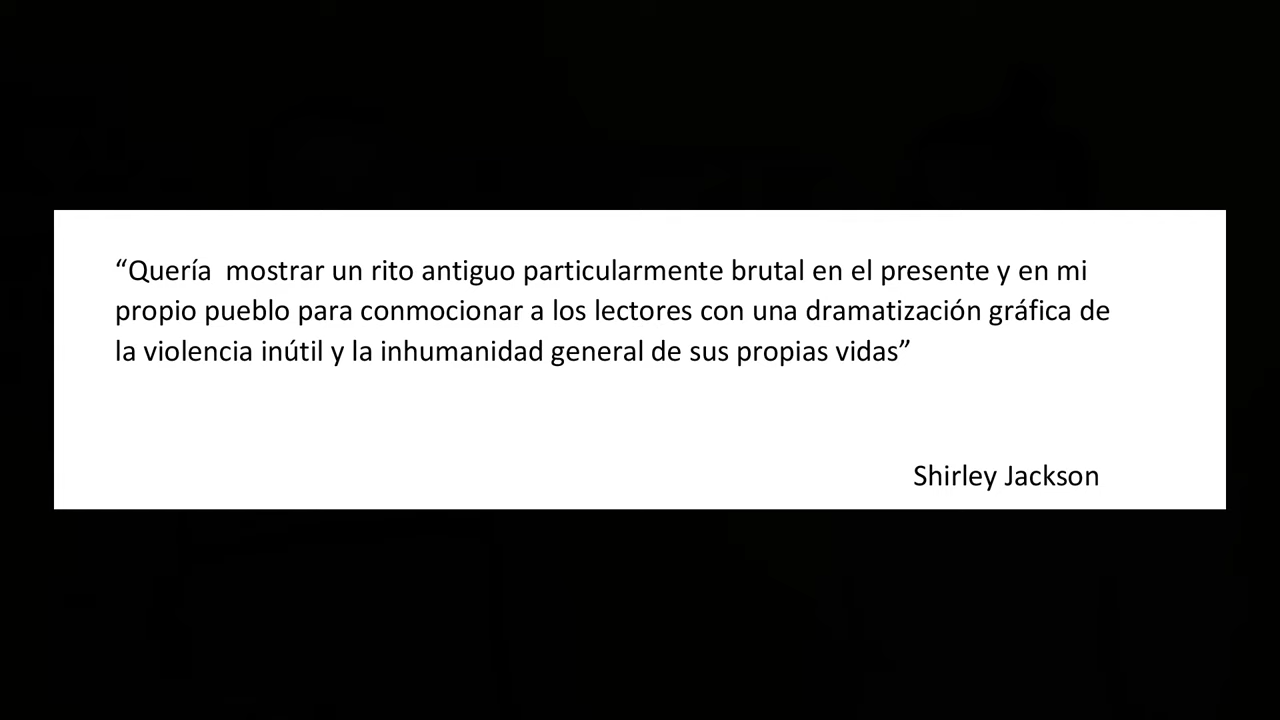 “Quería  mostrar un rito antiguo particularmente brutal en el presente y en mi
propio pueblo para conmocionar a los lectores con una dramatización gráfica de
la violencia inútil y la inhumanidad general de sus propias vidas”
Shirley Jackson